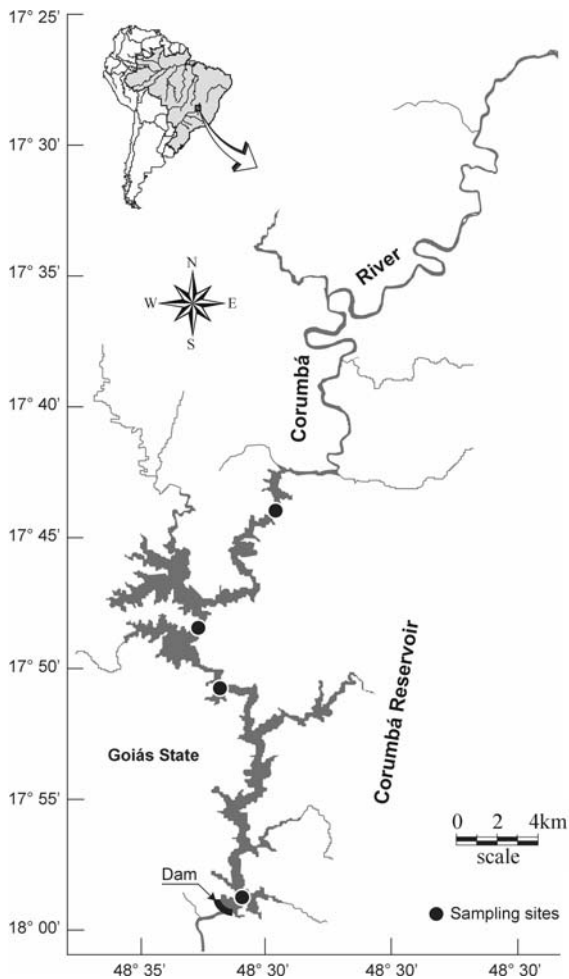 17° 25'
17° 30'
17° 35'
17° 40'
17° 45'
17° 50'
17° 55'
18° 00'
N
W E
S
River
Corumbá
Corumbá Reservoir
Goiás State
0 2 4km
scale
Dam
Sampling sites
48° 35' 48° 30' 48° 30' 48° 30'